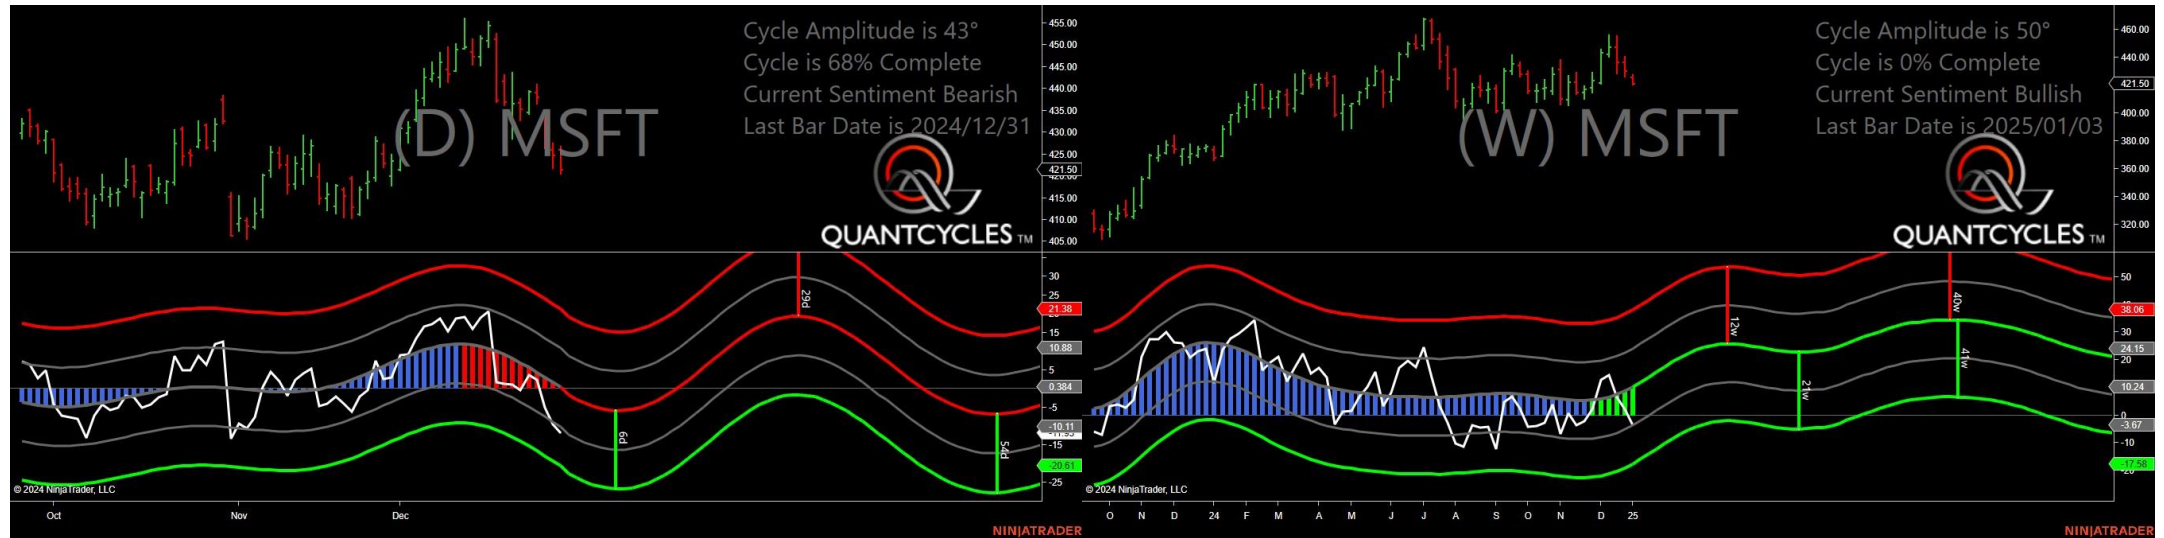 Cycle Amplitude is 43°
Cycle is 68% Complete
Current Sentiment Bearish
Last Bar Date is 2024/12/31
(D) MSFT
QUANTCYCLES TM
455.00
450.00
445.00
440.00
435.00
430.00
425.00
421.50
415.00
410.00
405.00
30
25
21.38
15
10.88
5
0.384
-5
-10.11
-15
-20.61
-25
6d
29d
54d
© 2024 NinjaTrader, LLC
Oct
Nov
Dec
NINJATRADER
Cycle Amplitude is 50°
Cycle is 0% Complete
Current Sentiment Bullish
Last Bar Date is 2025/01/03
(W) MSFT
QUANTCYCLES TM
460.00
440.00
421.50
400.00
380.00
360.00
340.00
320.00
50
38.06
30
24.15
20
10.24
0
-3.67
-10
-17.58
12w
21w
40w
41w
© 2024 NinjaTrader, LLC
O N D 24 F M A M J J A S O N D 25
NINJATRADER